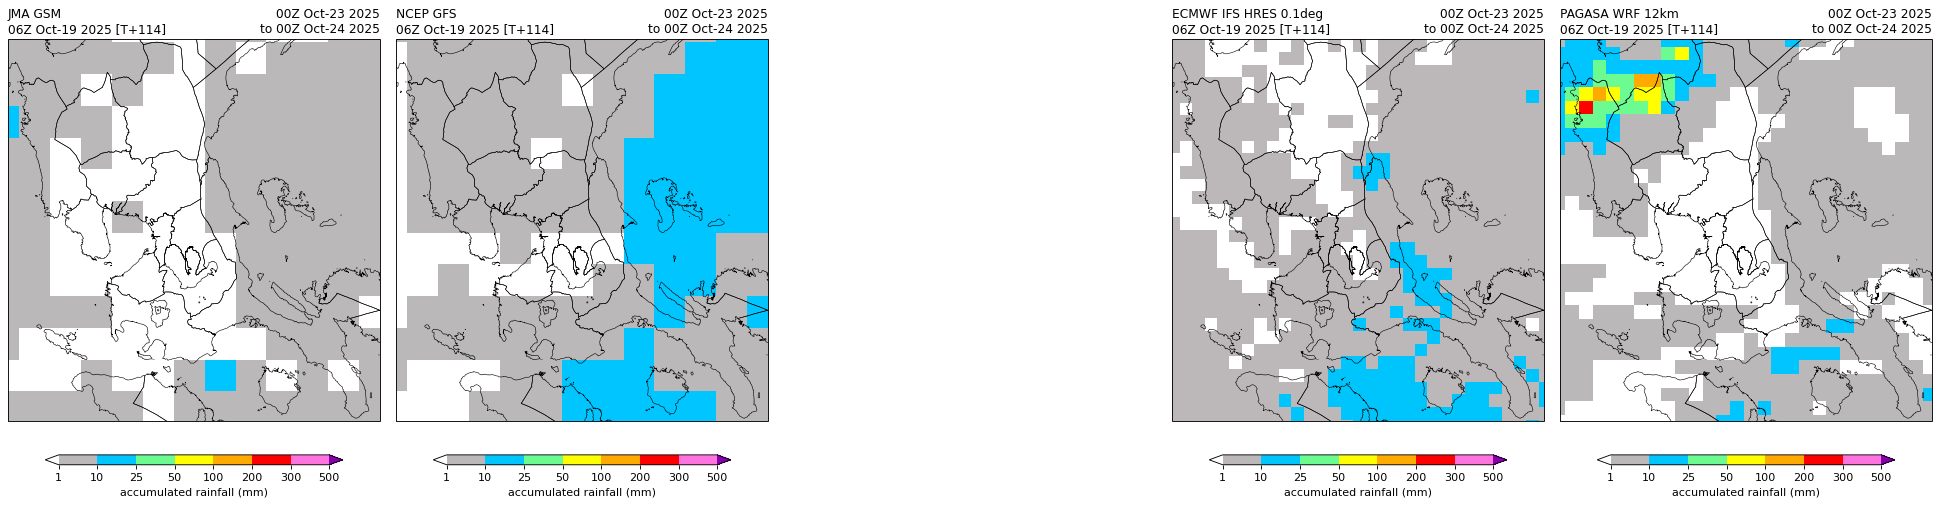 JMA GSM 00Z Oct-23 2025
06Z Oct-19 2025 [T+114] to 00Z Oct-24 2025
1 10 25 50 100 200 300 500
accumulated rainfall (mm)
NCEP GFS 00Z Oct-23 2025
06Z Oct-19 2025 [T+114] to 00Z Oct-24 2025
1 10 25 50 100 200 300 500
accumulated rainfall (mm)
ECMWF IFS HRES 0.1deg 00Z Oct-23 2025
06Z Oct-19 2025 [T+114] to 00Z Oct-24 2025
1 10 25 50 100 200 300 500
accumulated rainfall (mm)
PAGASA WRF 12km 00Z Oct-23 2025
06Z Oct-19 2025 [T+114] to 00Z Oct-24 2025
1 10 25 50 100 200 300 500
accumulated rainfall (mm)